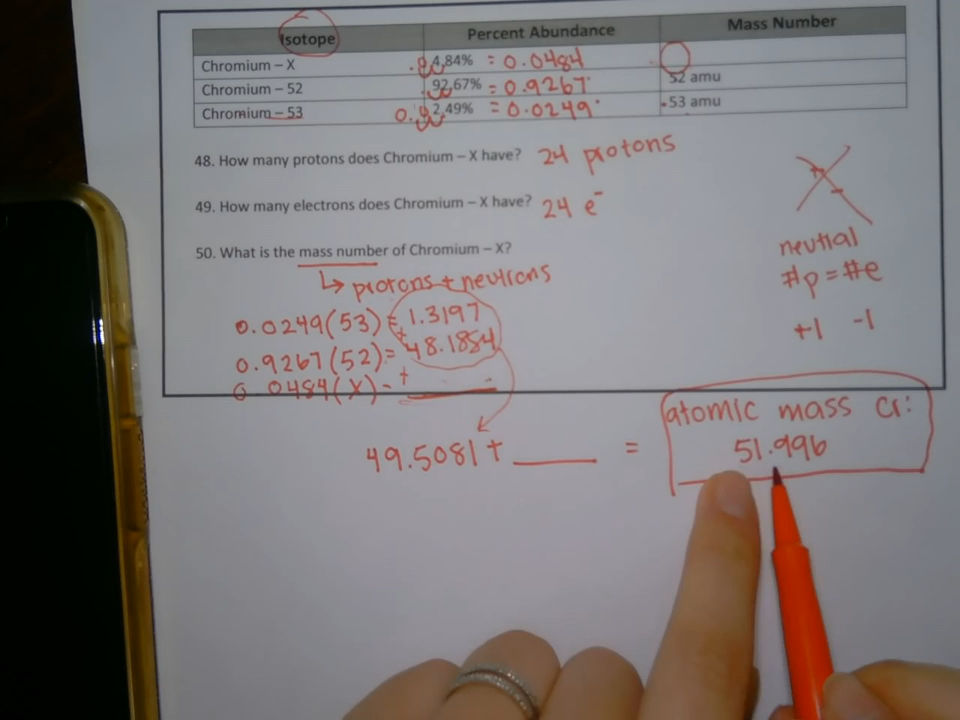 Isotope Percent Abundance Mass Number
Chromium – X 4.84% = 0.0484
Chromium – 52 92.67% = 0.9267 52 amu
Chromium – 53 0. 2.49% = 0.0249 53 amu
48. How many protons does Chromium – X have? 24 protons
49. How many electrons does Chromium – X have? 24 e⁻
50. What is the mass number of Chromium – X?
neutral
↳ protons + neutrons
#p = #e
0.0249(53) = 1.3197
+1 -1
0.9267(52) = +48.1854
0.0484(X) = + ____
atomic mass Cr:
49.5081 + ____ = 51.996